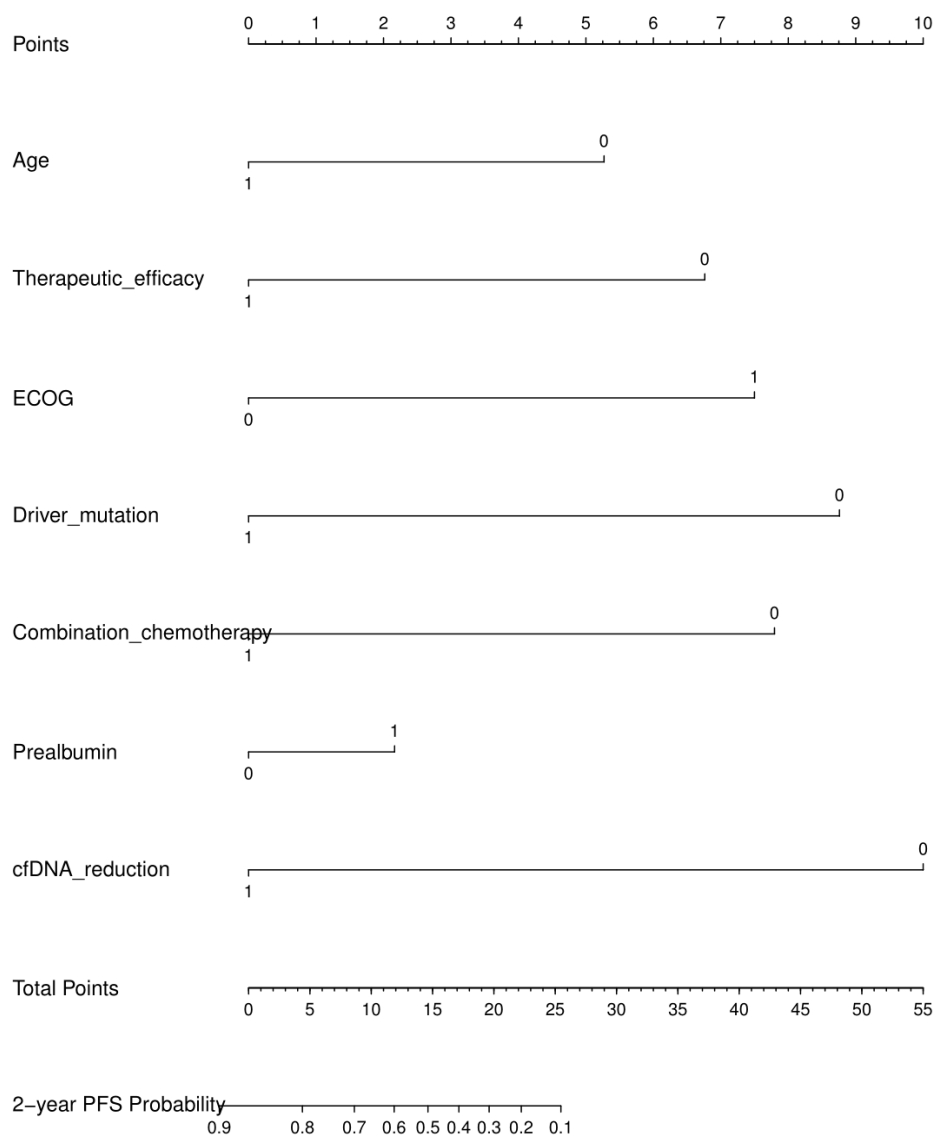 0 1 2 3 4 5 6 7 8 9 10
Points
0
Age
1
0
Therapeutic_efficacy
1
1
ECOG
0
0
Driver_mutation
1
0
Combination_chemotherapy
1
1
Prealbumin
0
0
cfDNA_reduction
1
Total Points
0 5 10 15 20 25 30 35 40 45 50 55
2−year PFS Probability
0.9 0.8 0.7 0.6 0.5 0.4 0.3 0.2 0.1